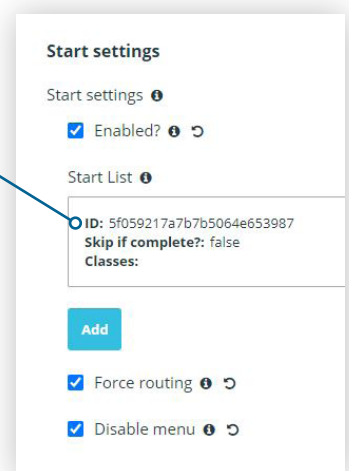 Start settings
Start settings
Enabled?
Start List
ID: 5f059217a7b7b5064e653987
Skip if complete?: false
Classes:
Add
Force routing
Disable menu